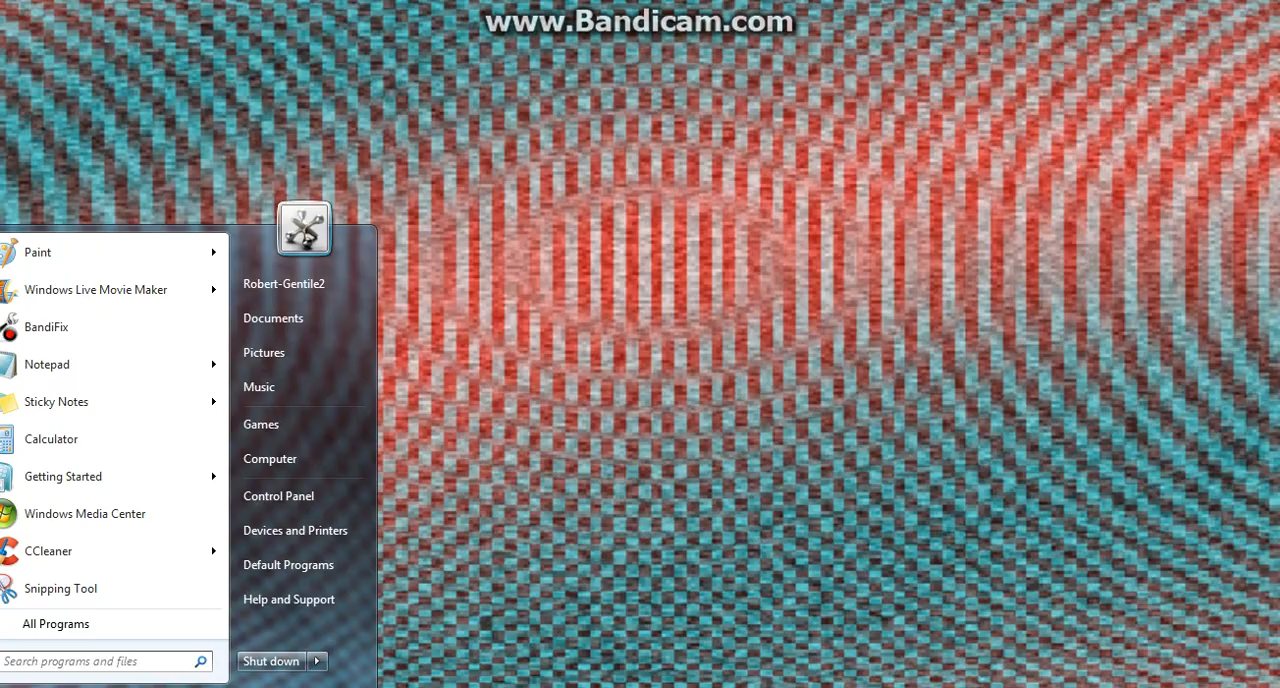 www.Bandicam.com
Paint
Windows Live Movie Maker
BandiFix
Notepad
Sticky Notes
Calculator
Getting Started
Windows Media Center
CCleaner
Snipping Tool
All Programs
Search programs and files
Robert-Gentile2
Documents
Pictures
Music
Games
Computer
Control Panel
Devices and Printers
Default Programs
Help and Support
Shut down